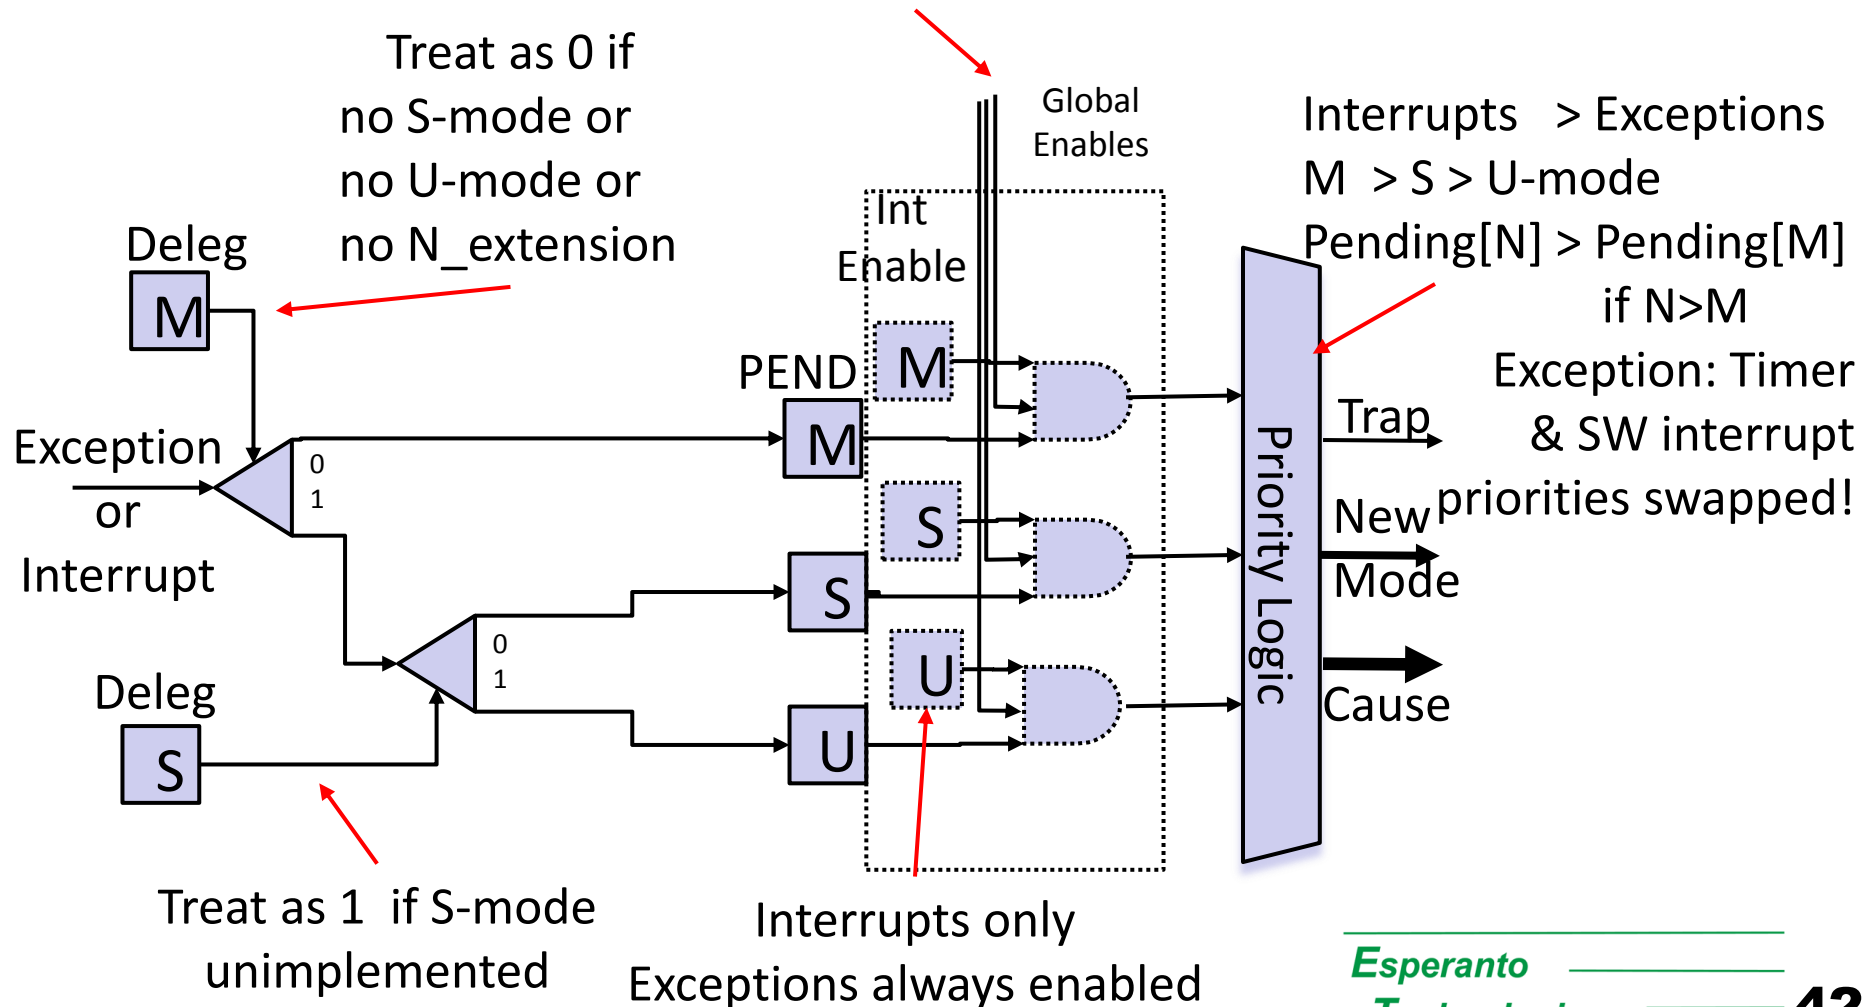 Treat as 0 if
no S-mode or
no U-mode or
no N_extension
Global
Enables
Interrupts > Exceptions
M > S > U-mode
Pending[N] > Pending[M]
if N>M
Exception: Timer
& SW interrupt
priorities swapped!
Int
Enable
Deleg
M
PEND
M
M
Exception
or
Interrupt
0
1
S
S
0
1
U
U
Deleg
S
Priority Logic
Trap
New
Mode
Cause
Treat as 1 if S-mode
unimplemented
Interrupts only
Exceptions always enabled
Esperanto
42